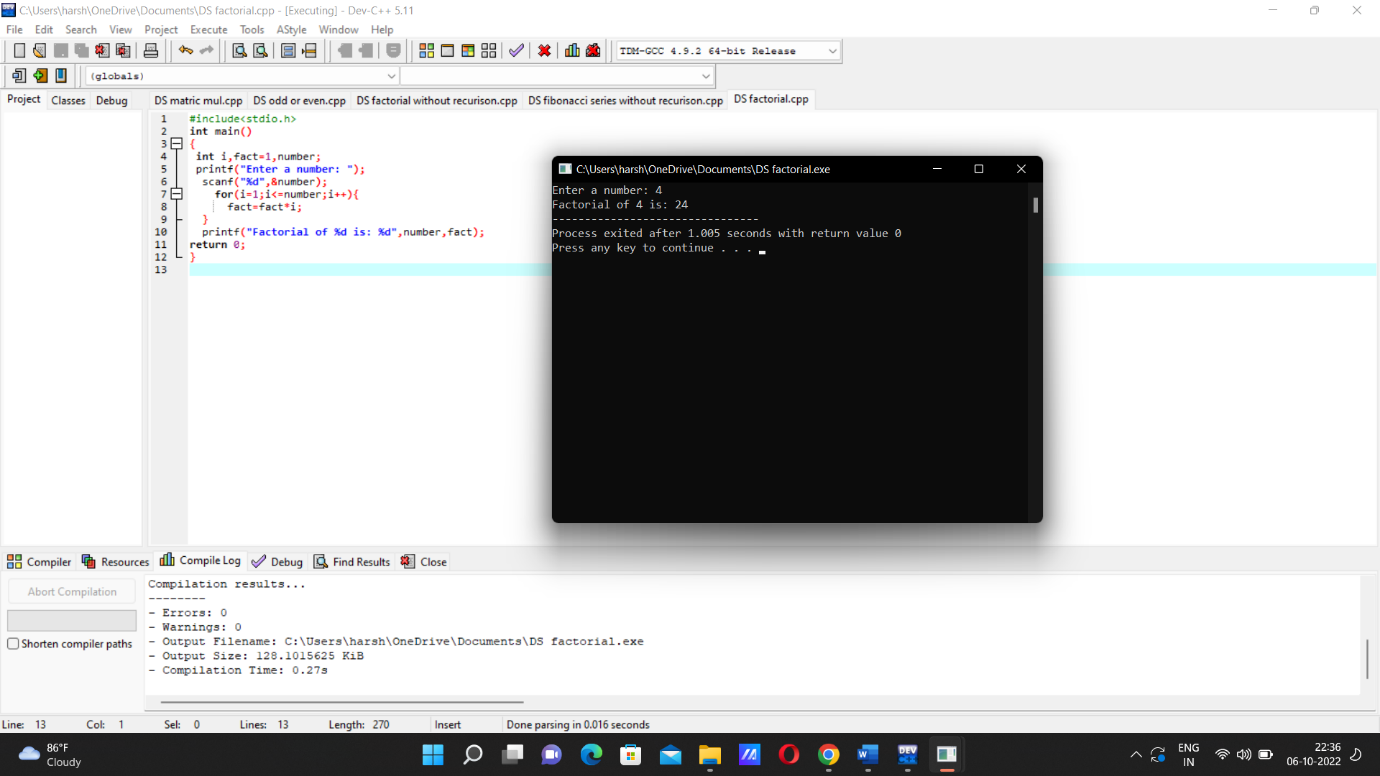 C:\Users\harsh\OneDrive\Documents\DS factorial.cpp - [Executing] - Dev-C++ 5.11
File Edit Search View Project Execute Tools AStyle Window Help
TDM-GCC 4.9.2 64-bit Release
(globals)
Project Classes Debug
DS matric mul.cpp DS odd or even.cpp DS factorial without recurison.cpp DS fibonacci series without recurison.cpp DS factorial.cpp
1 #include<stdio.h>
2 int main()
3 {
4 int i,fact=1,number;
5 printf("Enter a number: ");
6 scanf("%d",&number);
7 for(i=1;i<=number;i++){
8 fact=fact*i;
9 }
10 printf("Factorial of %d is: %d",number,fact);
11 return 0;
12 }
13
C:\Users\harsh\OneDrive\Documents\DS factorial.exe
Enter a number: 4
Factorial of 4 is: 24
--------------------------------
Process exited after 1.005 seconds with return value 0
Press any key to continue . . .
Compiler Resources Compile Log Debug Find Results Close
Abort Compilation
Shorten compiler paths
Compilation results...
--------
- Errors: 0
- Warnings: 0
- Output Filename: C:\Users\harsh\OneDrive\Documents\DS factorial.exe
- Output Size: 128.1015625 KiB
- Compilation Time: 0.27s
Line: 13 Col: 1 Sel: 0 Lines: 13 Length: 270 Insert Done parsing in 0.016 seconds
86°F
Cloudy
DEV
ENG
IN
22:36
06-10-2022